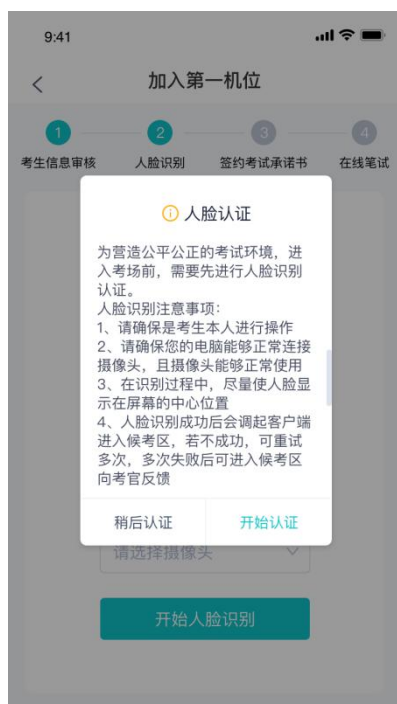 9:41
加入第一机位
1 2 3 4
考生信息审核 人脸识别 签约考试承诺书 在线笔试
人脸认证
为营造公平公正的考试环境，进
入考场前，需要先进行人脸识别
认证。
人脸识别注意事项：
1、请确保是考生本人进行操作
2、请确保您的电脑能够正常连接
摄像头，且摄像头能够正常使用
3、在识别过程中，尽量使人脸显
示在屏幕的中心位置
4、人脸识别成功后会调起客户端
进入候考区，若不成功，可重试
多次，多次失败后可进入候考区
向考官反馈
稍后认证 开始认证
请选择摄像头
开始人脸识别